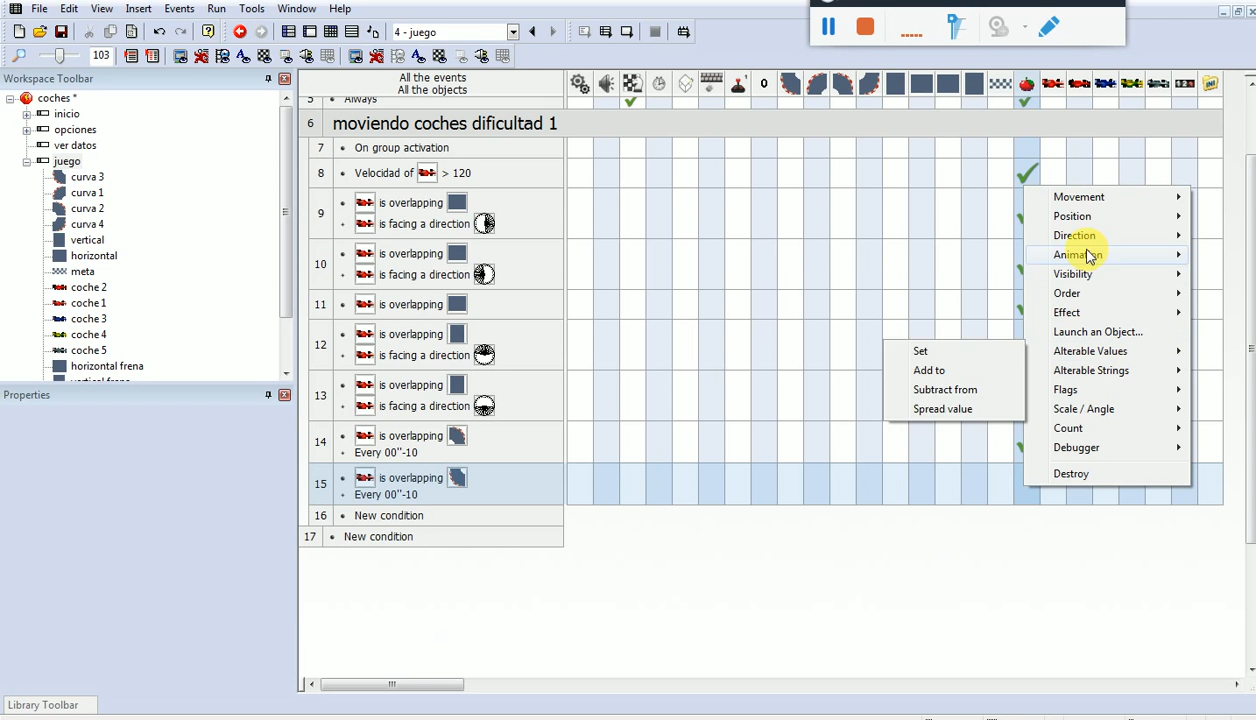 File Edit View Insert Events Run Tools Window Help
4 - juego
103
Workspace Toolbar
coches *
inicio
opciones
ver datos
juego
curva 3
curva 1
curva 2
curva 4
vertical
horizontal
meta
coche 2
coche 1
coche 3
coche 4
coche 5
horizontal frena
Properties
Library Toolbar
All the events
All the objects
0
5 • Always
6 moviendo coches dificultad 1
7 • On group activation
8 • Velocidad of > 120
9 • is overlapping
• is facing a direction
10 • is overlapping
• is facing a direction
11 • is overlapping
12 • is overlapping
• is facing a direction
13 • is overlapping
• is facing a direction
14 • is overlapping
• Every 00"-10
15 • is overlapping
• Every 00"-10
16 • New condition
17 • New condition
Movement
Position
Direction
Animation
Visibility
Order
Effect
Launch an Object...
Alterable Values
Alterable Strings
Flags
Scale / Angle
Count
Debugger
Destroy
Set
Add to
Subtract from
Spread value